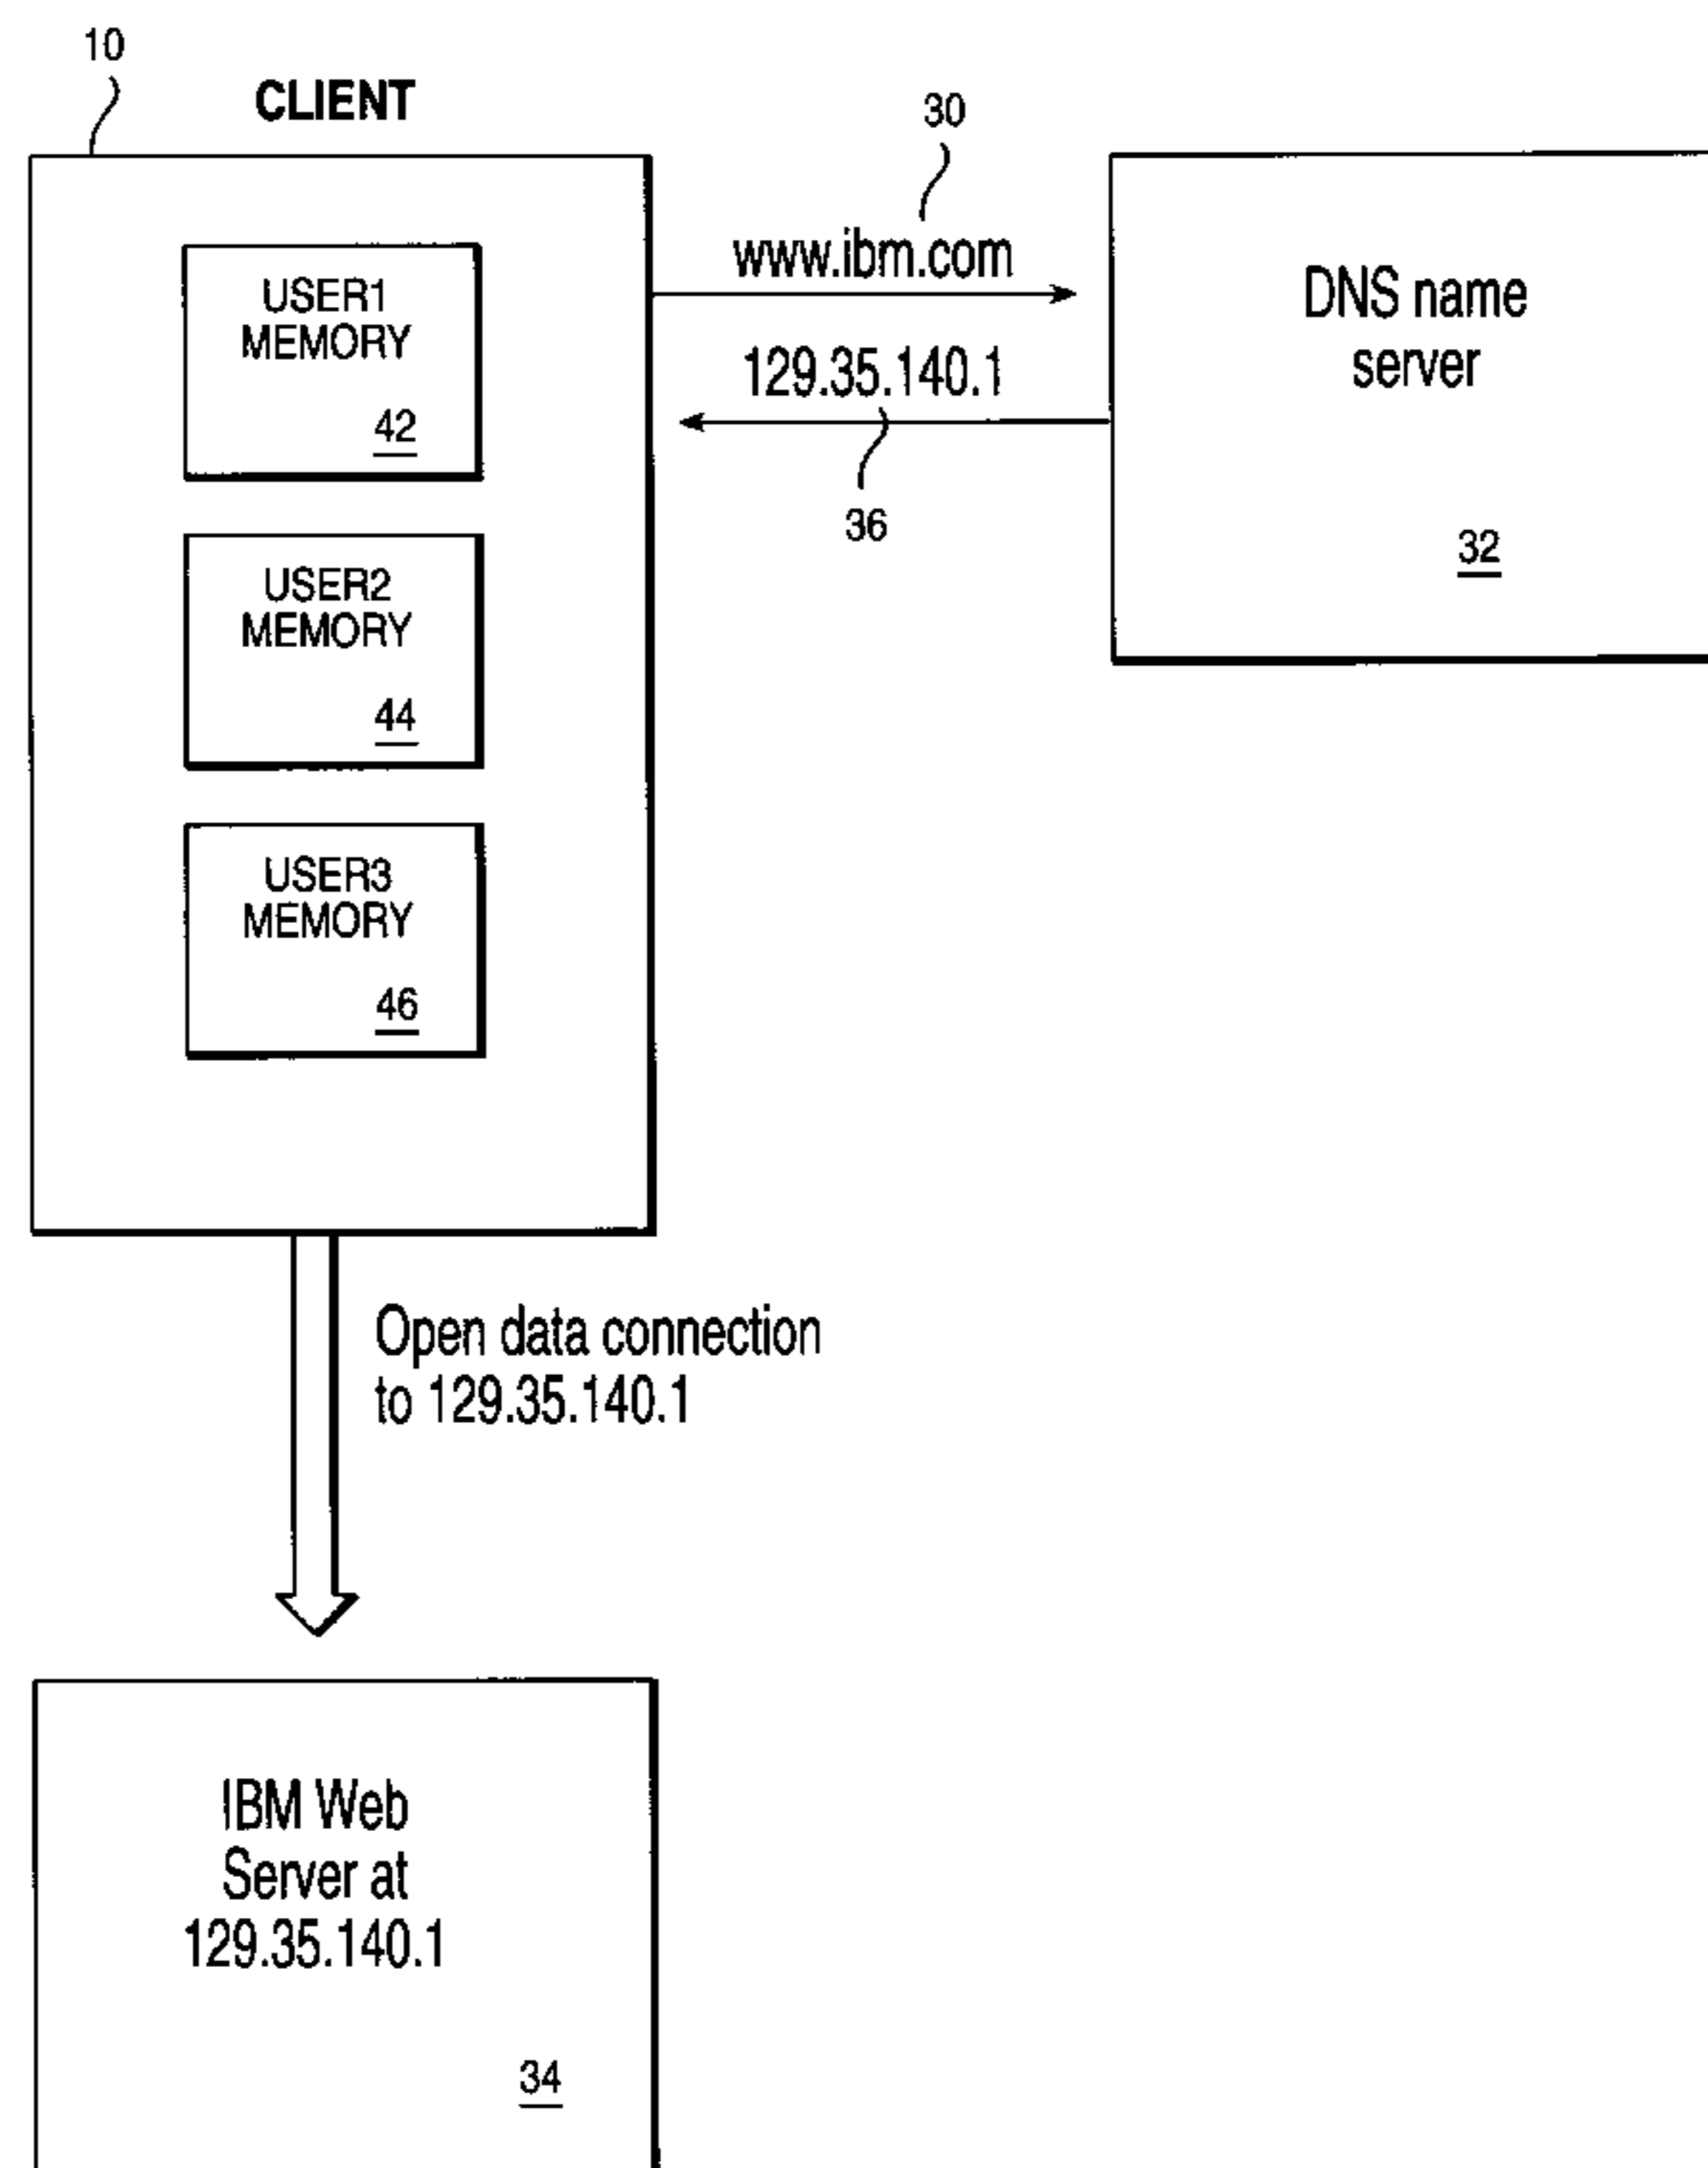 10
CLIENT
30
www.ibm.com
129.35.140.1
36
DNS name
server
32
USER1
MEMORY
42
USER2
MEMORY
44
USER3
MEMORY
46
Open data connection
to 129.35.140.1
IBM Web
Server at
129.35.140.1
34